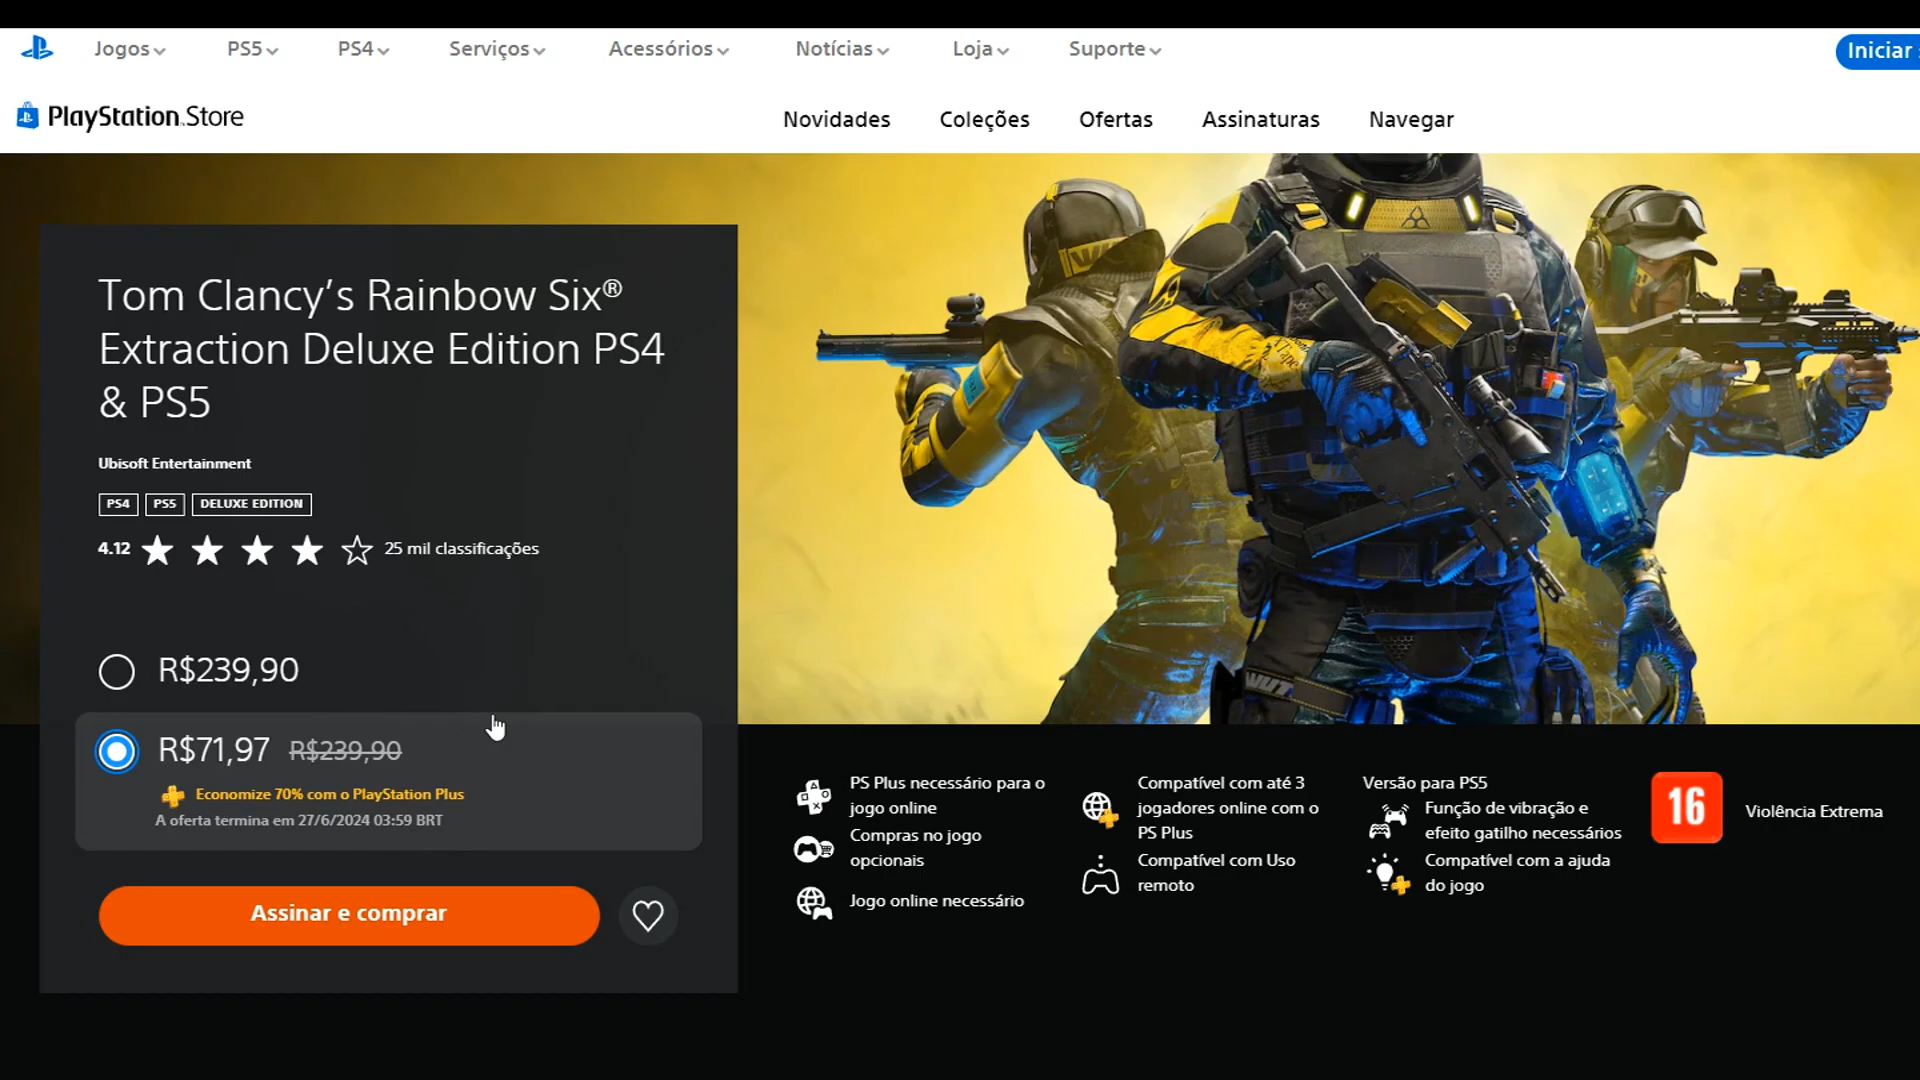 Jogos
PS5
PS4
Serviços
Acessórios
Notícias
Loja
Suporte
Iniciar
PlayStation Store
Novidades
Coleções
Ofertas
Assinaturas
Navegar
Tom Clancy’s Rainbow Six®
Extraction Deluxe Edition PS4
& PS5
Ubisoft Entertainment
PS4
PS5
DELUXE EDITION
4.12
25 mil classificações
R$239,90
R$71,97 R$239,90
Economize 70% com o PlayStation Plus
A oferta termina em 27/6/2024 03:59 BRT
Assinar e comprar
PS Plus necessário para o
jogo online
Compras no jogo
opcionais
Jogo online necessário
Compatível com até 3
jogadores online com o
PS Plus
Compatível com Uso
remoto
Versão para PS5
Função de vibração e
efeito gatilho necessários
Compatível com a ajuda
do jogo
16
Violência Extrema